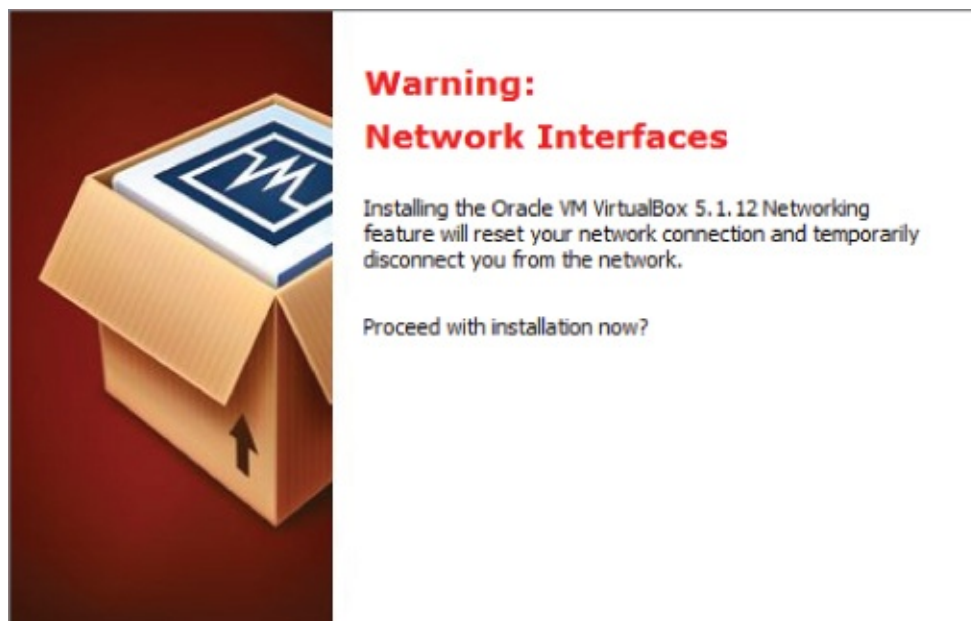 Warning:
Network Interfaces
Installing the Oracle VM VirtualBox 5.1.12 Networking
feature will reset your network connection and temporarily
disconnect you from the network.
Proceed with installation now?